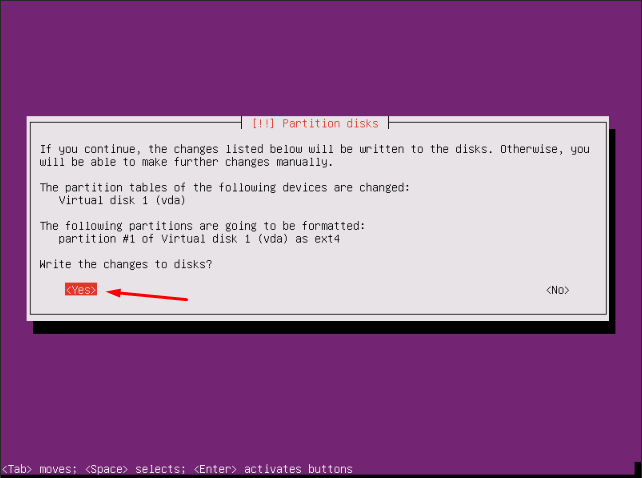 [!!] Partition disks
If you continue, the changes listed below will be written to the disks. Otherwise, you
will be able to make further changes manually.
The partition tables of the following devices are changed:
Virtual disk 1 (vda)
The following partitions are going to be formatted:
partition #1 of Virtual disk 1 (vda) as ext4
Write the changes to disks?
<Yes> <No>
<Tab> moves; <Space> selects; <Enter> activates buttons